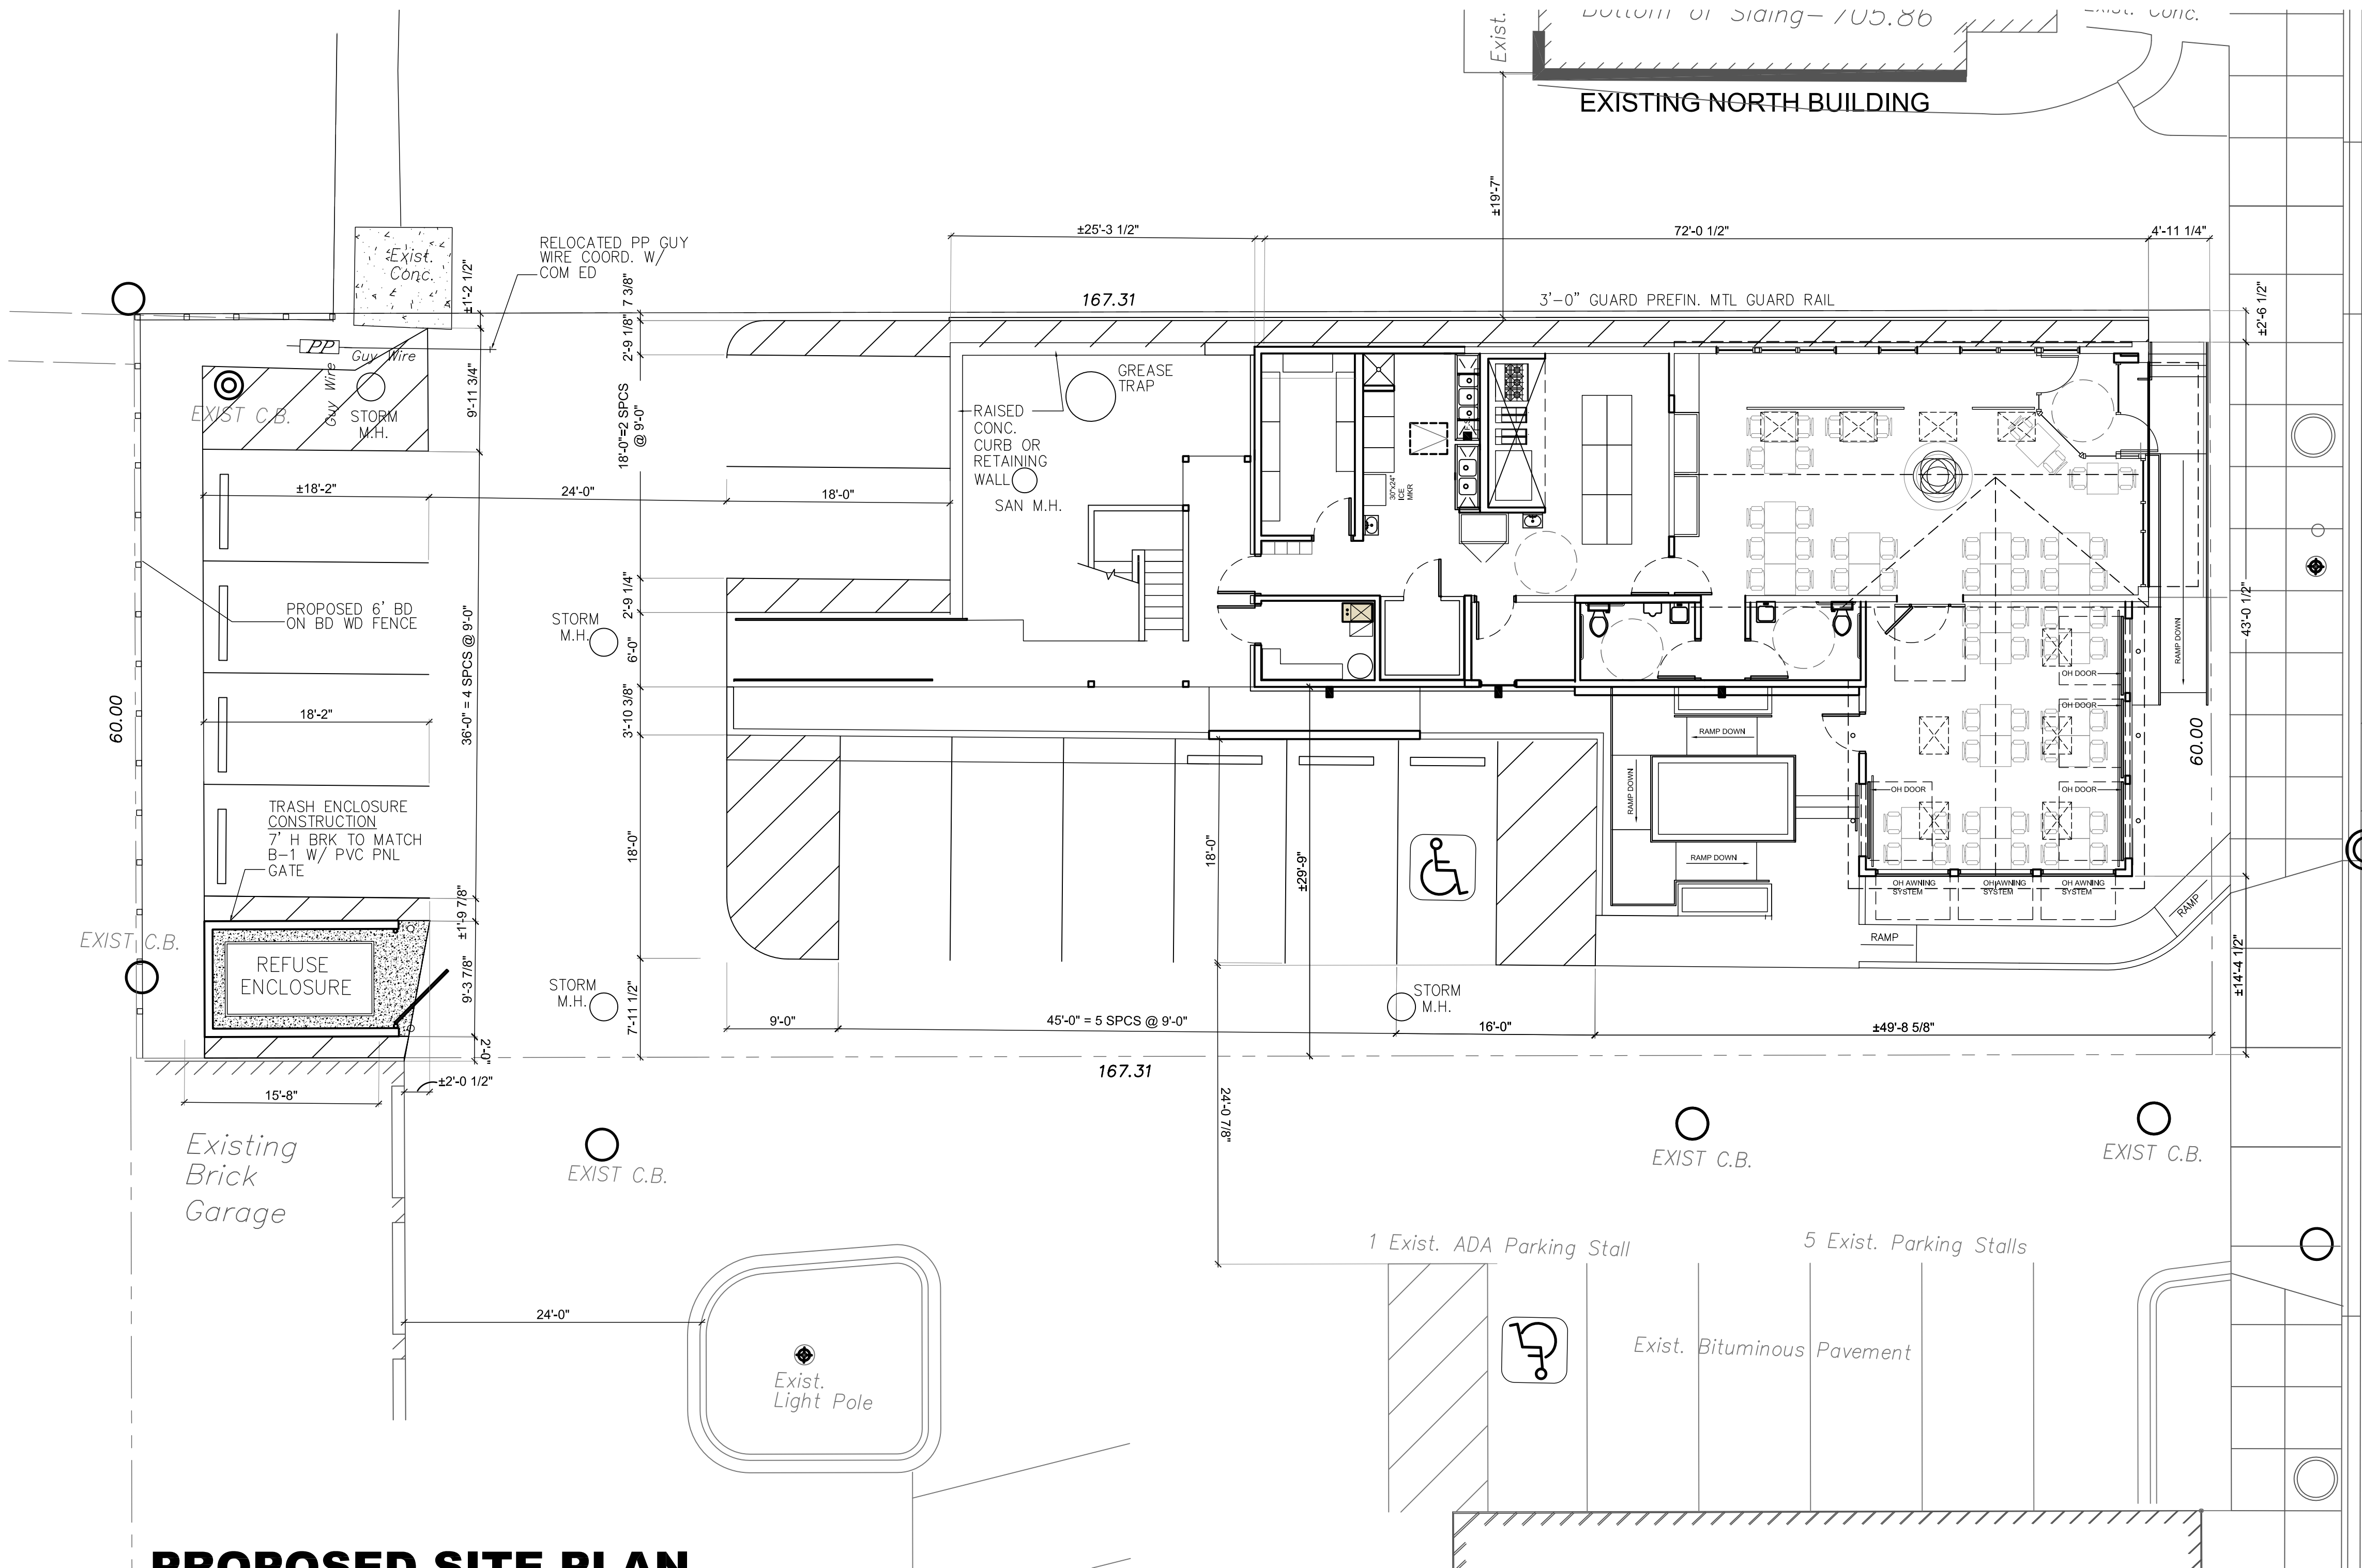 Bottom of Siding-705.86
Exist. Conc.
Exist.
EXISTING NORTH BUILDING
±19'-7"
±25'-3 1/2"
72'-0 1/2"
4'-11 1/4"
RELOCATED PP GUY
WIRE COORD. W/
COM ED
Exist.
Conc.
±1'-2 1/2"
7 3/8"
167.31
3'-0" GUARD PREFIN. MTL GUARD RAIL
±2'-6 1/2"
2'-9 1/8"
PP
Guy Wire
Guy Wire
EXIST C.B.
STORM
M.H.
9'-11 3/4"
18'-0"=2 SPCS
@ 9'-0"
GREASE
TRAP
RAISED
CONC.
CURB OR
RETAINING
WALL
SAN M.H.
30"x24"
ICE
MKR
±18'-2"
24'-0"
18'-0"
PROPOSED 6' BD
ON BD WD FENCE
36'-0" = 4 SPCS @ 9'-0"
2'-9 1/4"
STORM
M.H.
6'-0"
3'-10 3/8"
43'-0 1/2"
RAMP DOWN
OH DOOR
OH DOOR
60.00
18'-2"
60.00
RAMP DOWN
RAMP DOWN
OH DOOR
OH DOOR
TRASH ENCLOSURE
CONSTRUCTION
7' H BRK TO MATCH
B-1 W/ PVC PNL
GATE
18'-0"
18'-0"
±29'-9"
RAMP DOWN
OH AWNING
SYSTEM
OH AWNING
SYSTEM
OH AWNING
SYSTEM
RAMP
RAMP
±1'-9 7/8"
EXIST C.B.
REFUSE
ENCLOSURE
9'-3 7/8"
STORM
M.H.
7'-11 1/2"
STORM
M.H.
±14'-4 1/2"
9'-0"
45'-0" = 5 SPCS @ 9'-0"
16'-0"
±49'-8 5/8"
2'-0"
±2'-0 1/2"
15'-8"
167.31
24'-0 7/8"
Existing
Brick
Garage
EXIST C.B.
EXIST C.B.
EXIST C.B.
1 Exist. ADA Parking Stall
5 Exist. Parking Stalls
24'-0"
Exist. Bituminous Pavement
Exist.
Light Pole
PROPOSED SITE PLAN